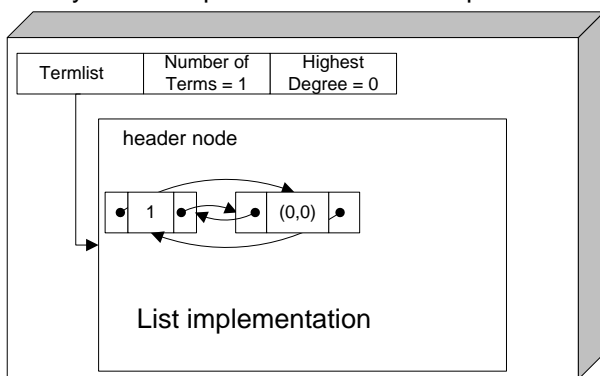 Termlist
Number of
Terms = 1
Highest
Degree = 0
header node
1
(0,0)
List implementation